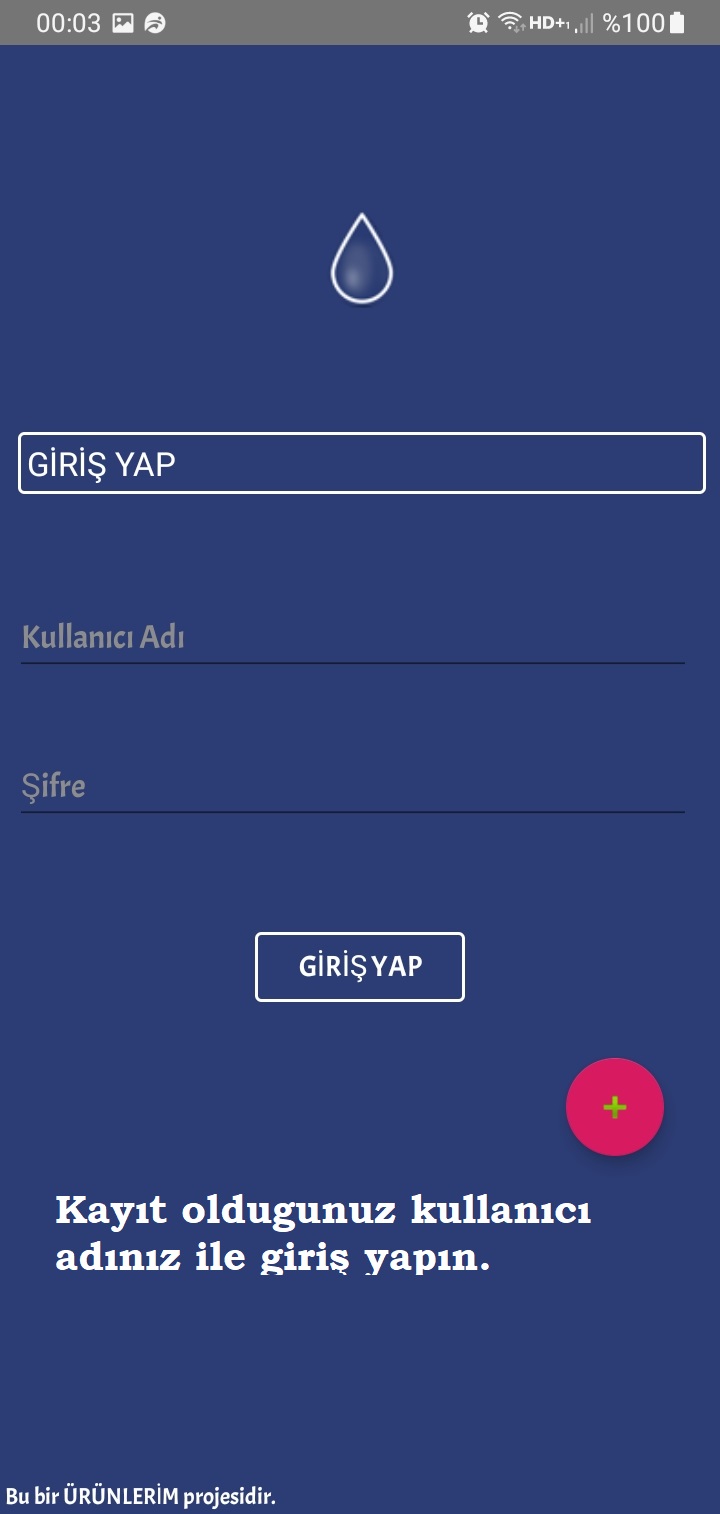 00:03 HD+1 %100
GİRİŞ YAP
Kullanıcı Adı
Şifre
GİRİŞ YAP
+
Kayıt oldugunuz kullanıcı
adınız ile giriş yapın.
Bu bir ÜRÜNLERİM projesidir.